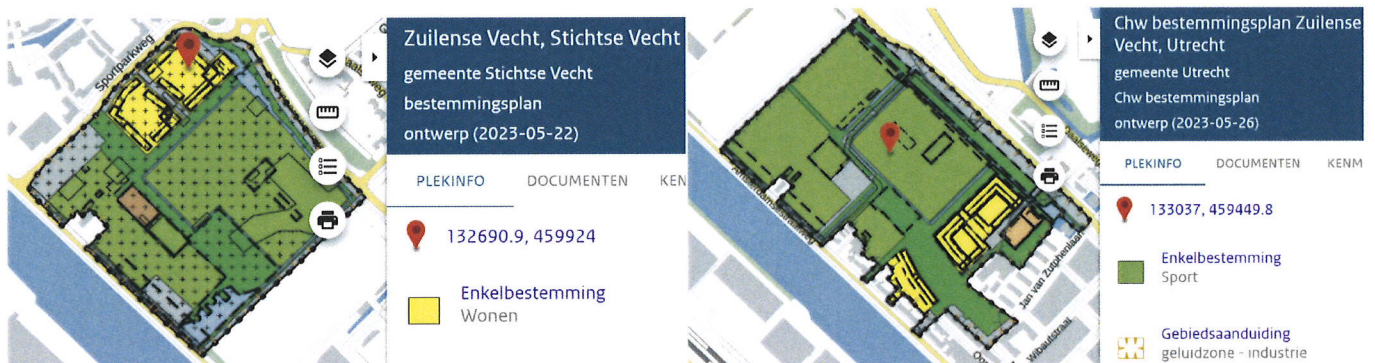 Sportparkweg
Zuilense Vecht, Stichtse Vecht
gemeente Stichtse Vecht
bestemmingsplan
ontwerp (2023-05-22)
PLEKINFO DOCUMENTEN KEN
132690.9, 459924
Enkelbestemming
Wonen
Jan van Zutphenlaan
Chw bestemmingsplan Zuilense
Vecht, Utrecht
gemeente Utrecht
Chw bestemmingsplan
ontwerp (2023-05-26)
PLEKINFO DOCUMENTEN KENM
133037, 459449.8
Enkelbestemming
Sport
Gebiedsaanduiding
geluidzone - industrie